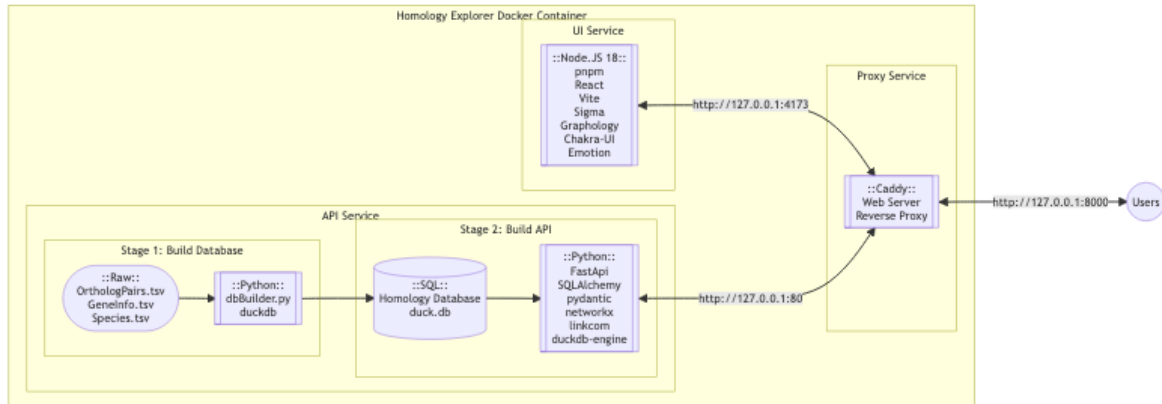 Homology Explorer Docker Container
UI Service
::Node.JS 18::
pnpm
React
Vite
Sigma
Graphology
Chakra-UI
Emotion
http://127.0.0.1:4173
Proxy Service
::Caddy::
Web Server
Reverse Proxy
http://127.0.0.1:8000
Users
API Service
Stage 1: Build Database
::Raw::
OrthologPairs.tsv
GeneInfo.tsv
Species.tsv
::Python::
dbBuilder.py
duckdb
Stage 2: Build API
::SQL::
Homology Database
duck.db
::Python::
FastApi
SQLAlchemy
pydantic
networkx
linkcom
duckdb-engine
http://127.0.0.1:80